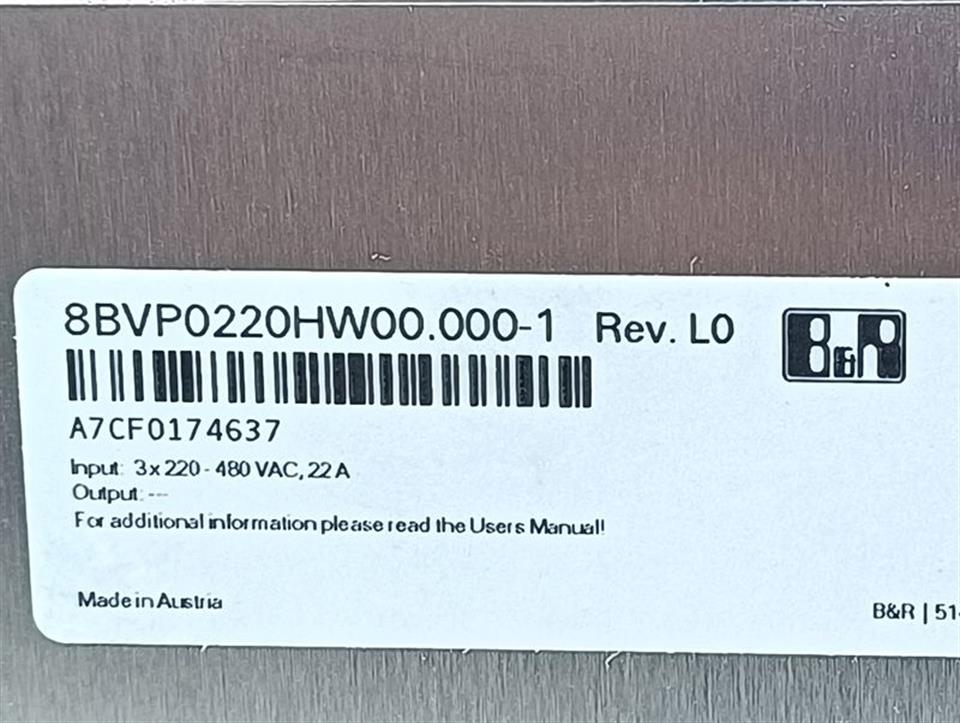 8BVP0220HW00.000-1 Rev. L0 B&R
A7CF0174637
Input: 3 x 220 - 480 VAC, 22 A
Output: ---
For additional information please read the Users Manual!
Made in Austria
B&R | 51